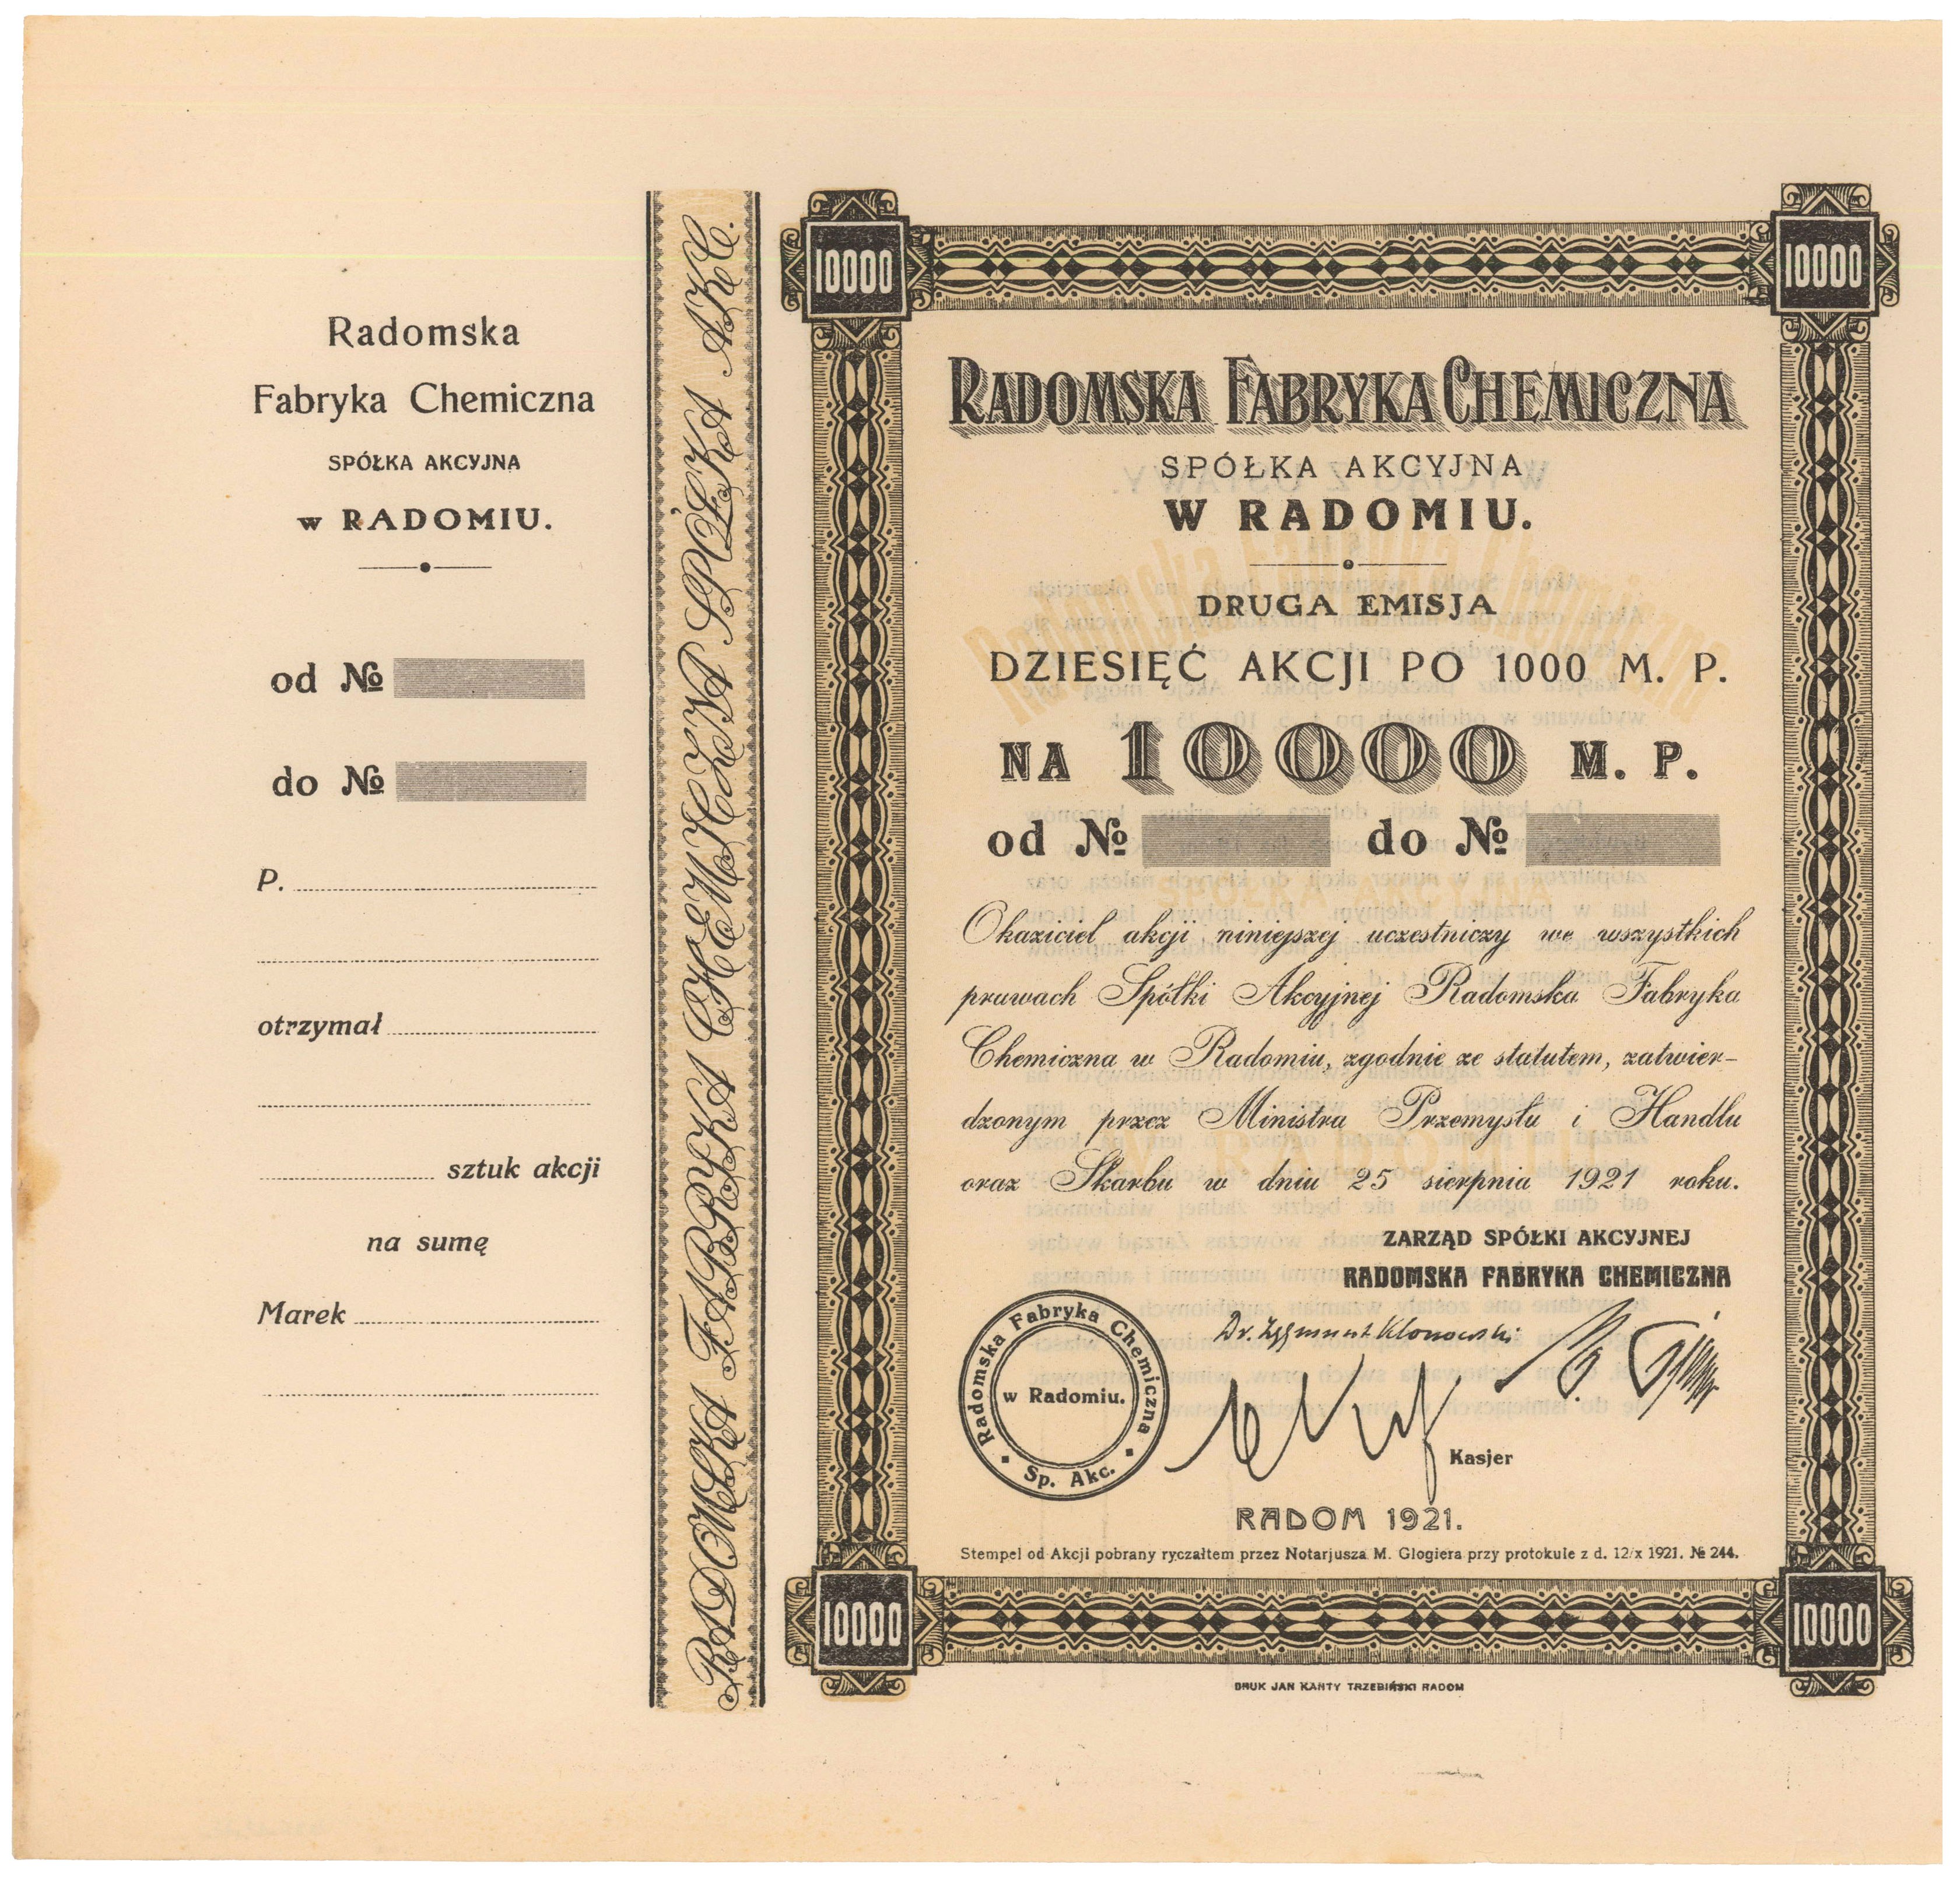 Radomska
Fabryka Chemiczna
SPÓŁKA AKCYJNA
w RADOMIU.
od №
do №
P.
otrzymał
sztuk akcji
na sumę
Marek
RADOMSKA FABRYKA CHEMICZNA SPÓŁKA AKC.
10000
10000
RADOMSKA FABRYKA CHEMICZNA
SPÓŁKA AKCYJNA
W RADOMIU.
DRUGA EMISJA
DZIESIĘĆ AKCJI PO 1000 M. P.
NA 10000 M. P.
od № do №
Okaziciel akcji niniejszej uczestniczy we wszystkich
prawach Spółki Akcyjnej Radomska Fabryka
Chemiczna w Radomiu, zgodnie ze statutem, zatwier-
dzonym przez Ministra Przemysłu i Handlu
oraz Skarbu w dniu 25 sierpnia 1921 roku.
ZARZĄD SPÓŁKI AKCYJNEJ
RADOMSKA FABRYKA CHEMICZNA
Radomska Fabryka Chemiczna
w Radomiu.
Sp. Akc.
Dr. Zygmunt Klonowski
Kasjer
RADOM 1921.
Stempel od Akcji pobrany ryczałtem przez Notarjusza M. Glogiera przy protokule z d. 12/x 1921. № 244.
10000
10000
DRUK JAN KANTY TRZEBIŃSKI RADOM